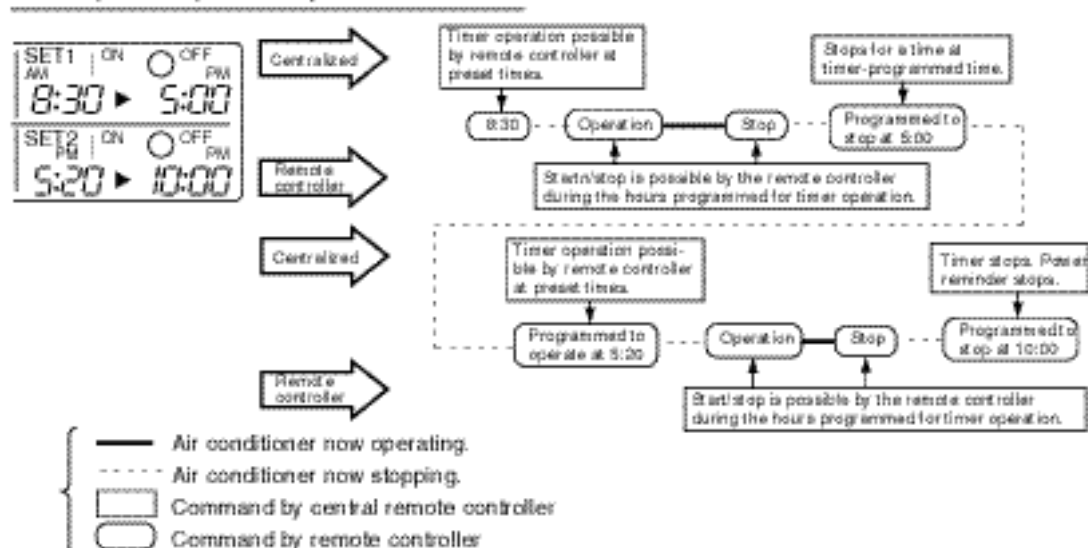 SET1 ON OFF
AM PM
8:30 ▶ 5:00
SET2 ON OFF
PM PM
5:20 ▶ 10:00
Centralized
Remote
controller
Centralized
Remote
controller
Timer operation possible
by remote controller at
preset times.
Stops for a time at
timer-programmed time.
8:30
Operation
Stop
Programmed to
stop at 5:00
Start/stop is possible by the remote controller
during the hours programmed for timer operation.
Timer operation possi-
ble by remote controller
at preset times.
Timer stops. Power
reminder stops.
Programmed to
operate at 5:20
Operation
Stop
Programmed to
stop at 10:00
Start/stop is possible by the remote controller
during the hours programmed for timer operation.
Air conditioner now operating.
Air conditioner now stopping.
Command by central remote controller
Command by remote controller